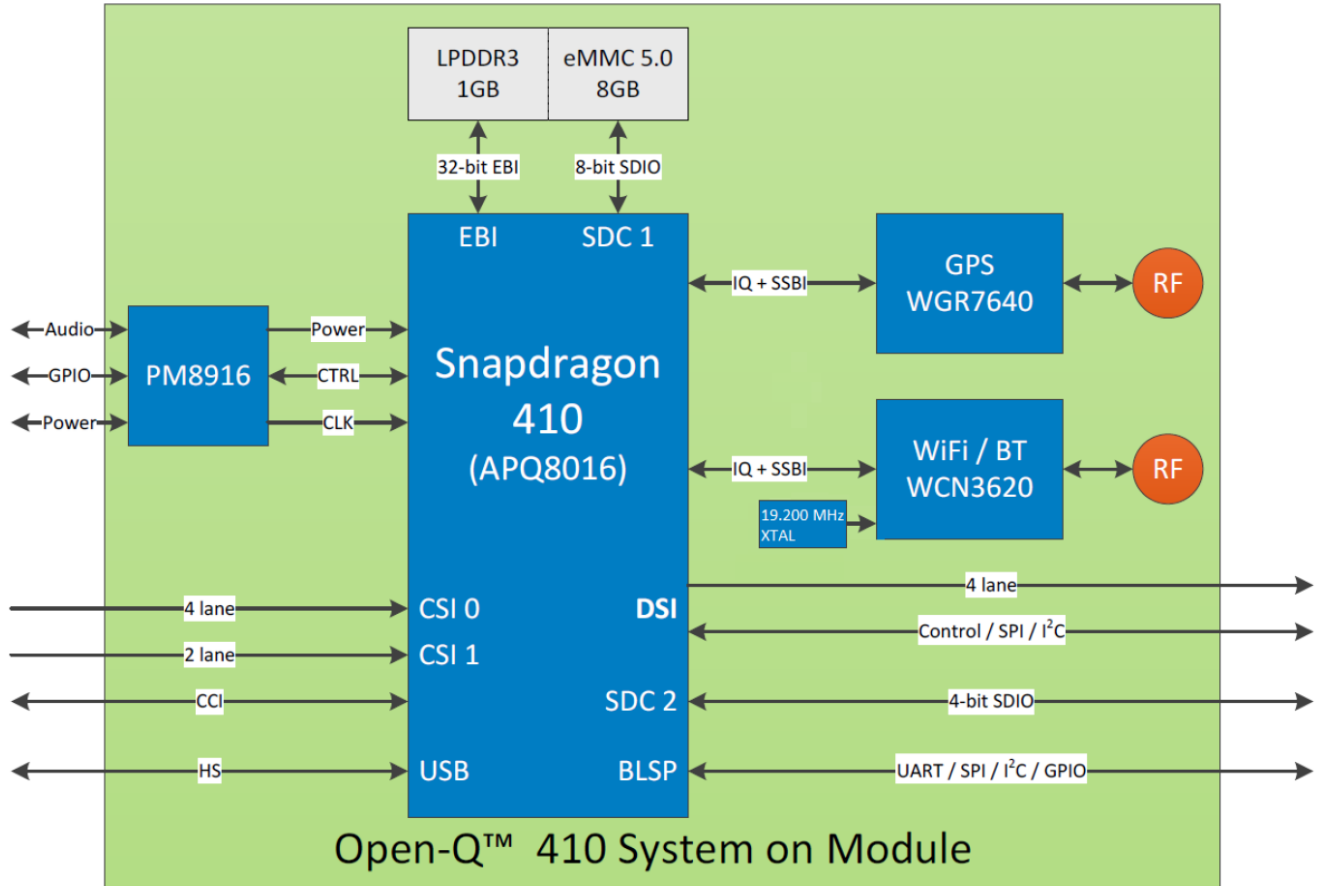 LPDDR3
1GB
eMMC 5.0
8GB
32-bit EBI
8-bit SDIO
EBI
SDC 1
IQ + SSBI
GPS
WGR7640
RF
Audio
GPIO
Power
PM8916
Power
CTRL
CLK
Snapdragon
410
(APQ8016)
IQ + SSBI
WiFi / BT
WCN3620
RF
19.200 MHz
XTAL
4 lane
CSI 0
DSI
4 lane
Control / SPI / I²C
2 lane
CSI 1
CCI
SDC 2
4-bit SDIO
HS
USB
BLSP
UART / SPI / I²C / GPIO
Open-Q™ 410 System on Module